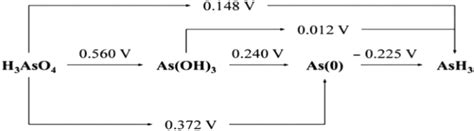 0.148 V
0.012 V
0.560 V 0.240 V − 0.225 V
H₃AsO₄ As(OH)₃ As(0) AsH₃
0.372 V